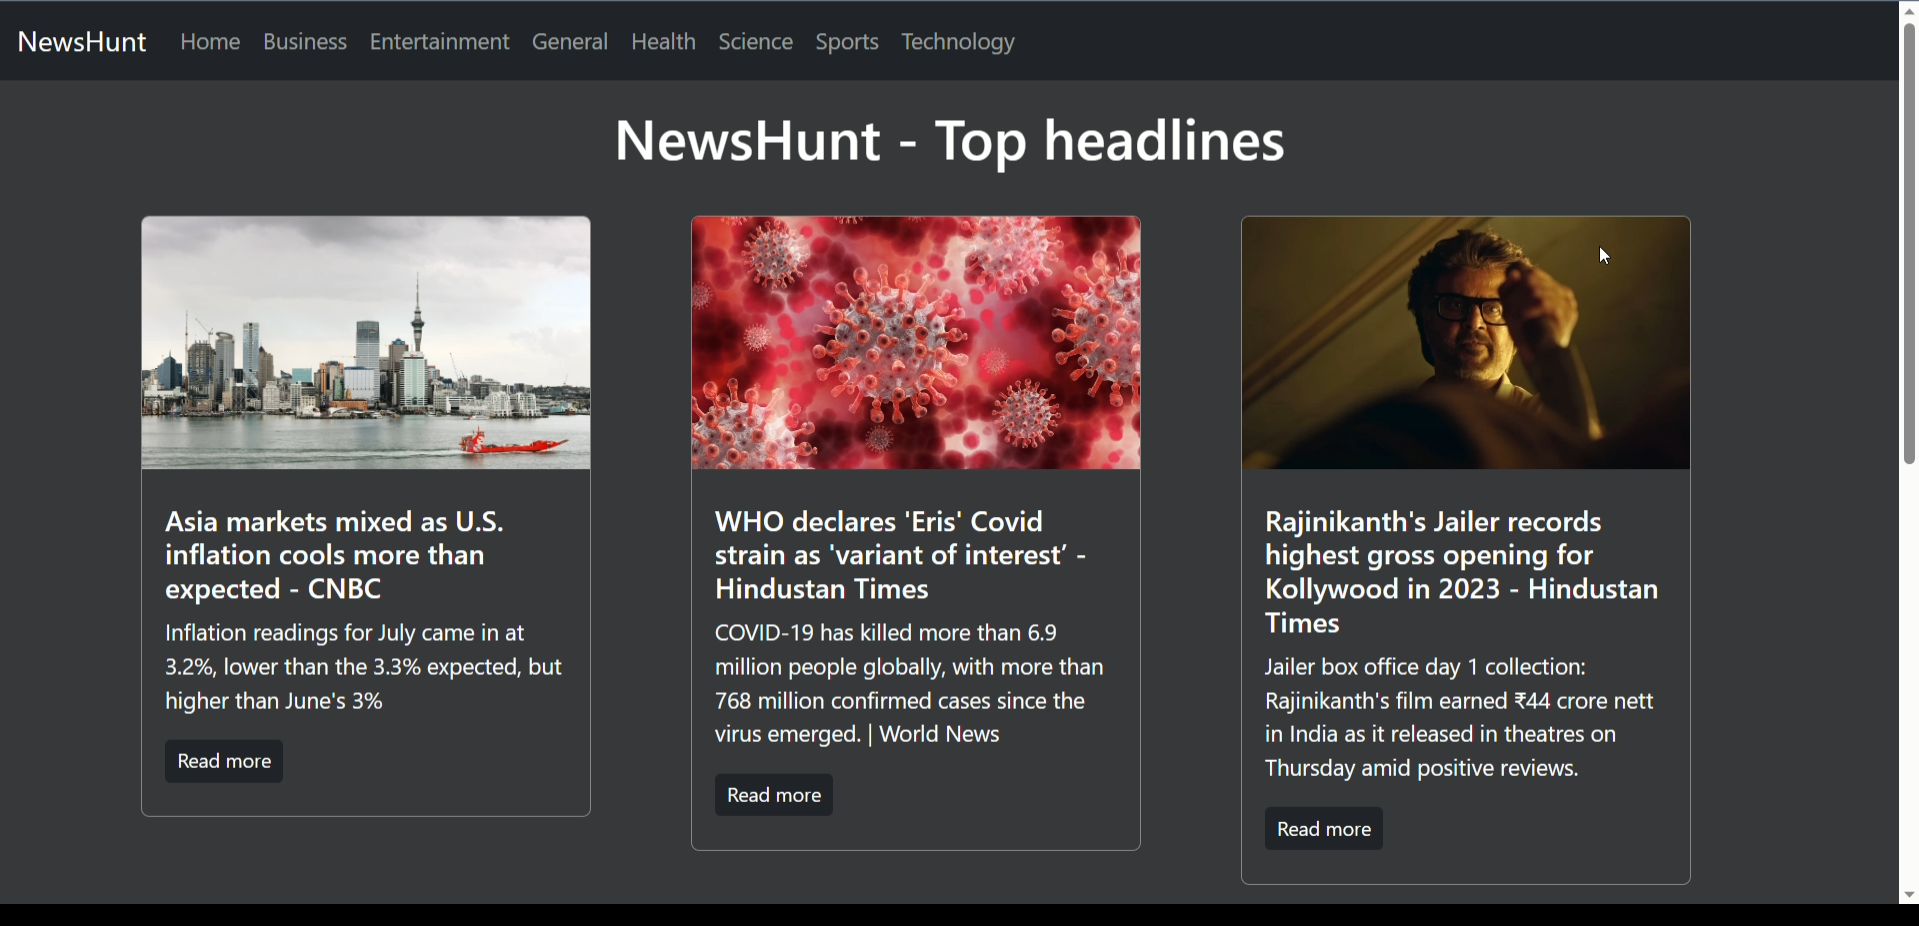 NewsHunt Home Business Entertainment General Health Science Sports Technology
NewsHunt - Top headlines
Asia markets mixed as U.S.
inflation cools more than
expected - CNBC
Inflation readings for July came in at
3.2%, lower than the 3.3% expected, but
higher than June's 3%
Read more
WHO declares 'Eris' Covid
strain as 'variant of interest’ -
Hindustan Times
COVID-19 has killed more than 6.9
million people globally, with more than
768 million confirmed cases since the
virus emerged. | World News
Read more
Rajinikanth's Jailer records
highest gross opening for
Kollywood in 2023 - Hindustan
Times
Jailer box office day 1 collection:
Rajinikanth's film earned ₹44 crore nett
in India as it released in theatres on
Thursday amid positive reviews.
Read more